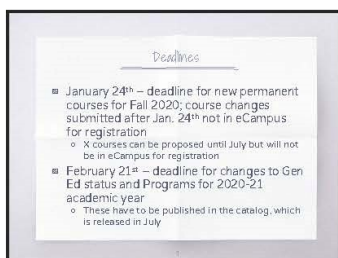 Deadlines
January 24th – deadline for new permanent
courses for Fall 2020; course changes
submitted after Jan. 24th not in eCampus
for registration
X courses can be proposed until July but will not
be in eCampus for registration
February 21st – deadline for changes to Gen
Ed status and Programs for 2020-21
academic year
These have to be published in the catalog, which
is released in July